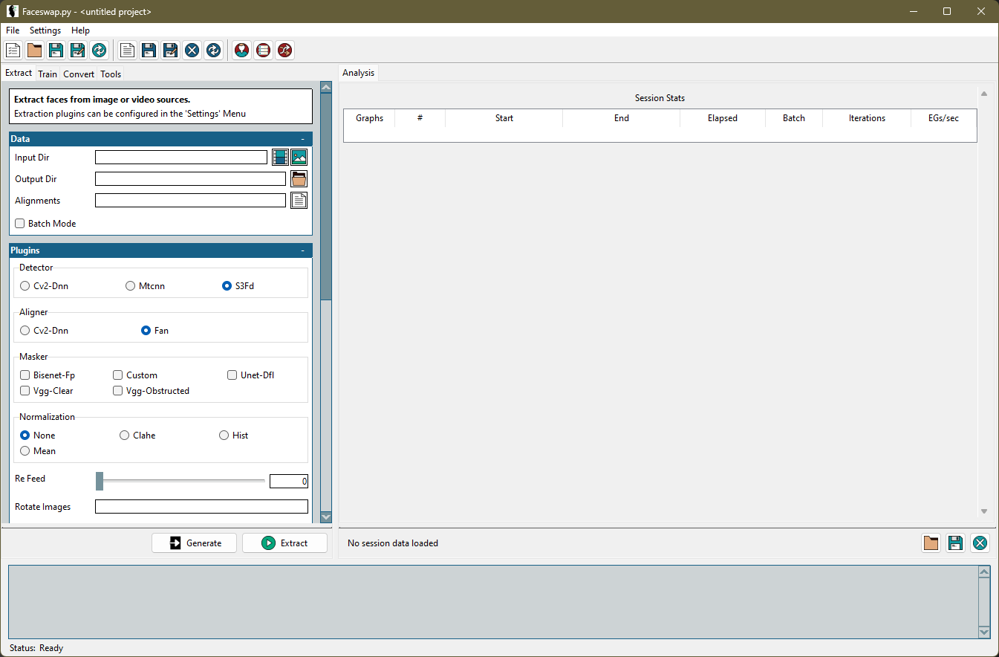 Faceswap.py - <untitled project>
File Settings Help
Extract Train Convert Tools
Extract faces from image or video sources.
Extraction plugins can be configured in the 'Settings' Menu
Data -
Input Dir
Output Dir
Alignments
Batch Mode
Plugins -
Detector
Cv2-Dnn Mtcnn S3Fd
Aligner
Cv2-Dnn Fan
Masker
Bisenet-Fp Custom Unet-Dfl
Vgg-Clear Vgg-Obstructed
Normalization
None Clahe Hist
Mean
Re Feed 0
Rotate Images
Generate Extract
Analysis
Session Stats
Graphs # Start End Elapsed Batch Iterations EGs/sec
No session data loaded
Status: Ready